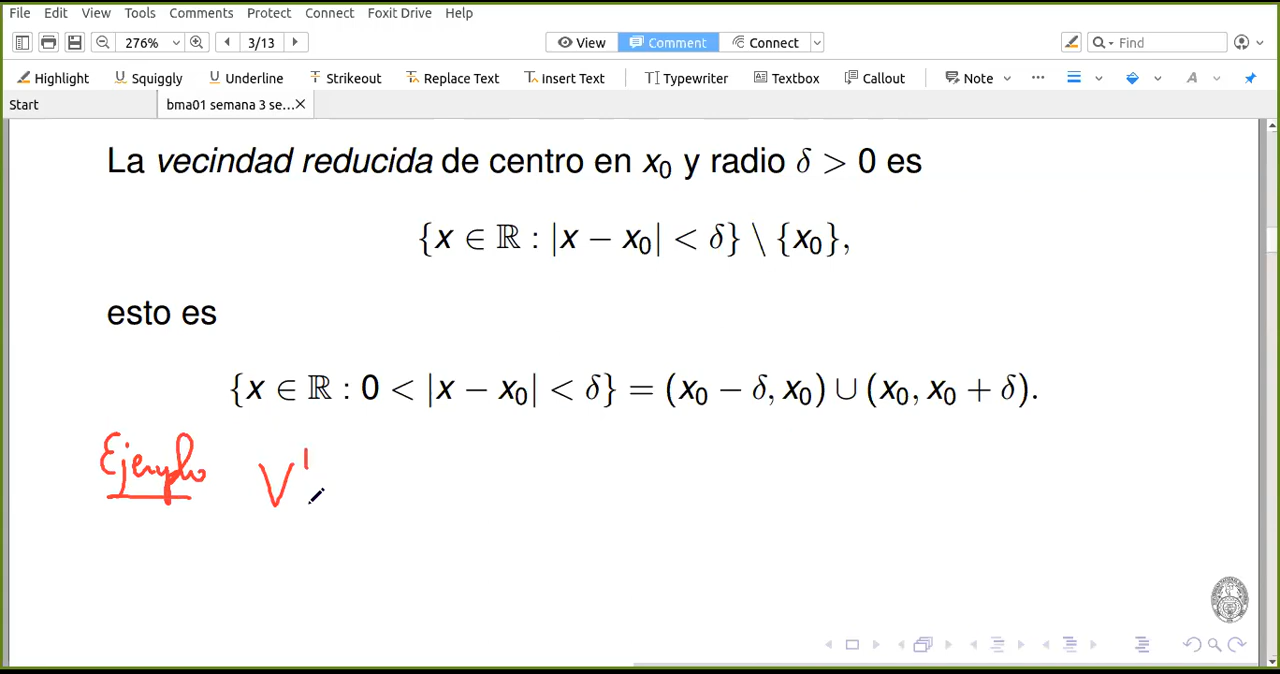 File Edit View Tools Comments Protect Connect Foxit Drive Help
276% 3/13 View Comment Connect Find
Highlight Squiggly Underline Strikeout Replace Text Insert Text Typewriter Textbox Callout Note ... A
Start bma01 semana 3 se...
La vecindad reducida de centro en x₀ y radio δ > 0 es
{x ∈ ℝ : |x − x₀| < δ} \ {x₀},
esto es
{x ∈ ℝ : 0 < |x − x₀| < δ} = (x₀ − δ, x₀) ∪ (x₀, x₀ + δ).
Ejemplo V'